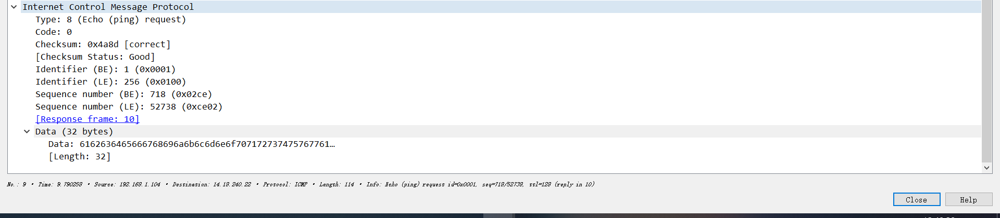 Internet Control Message Protocol
Type: 8 (Echo (ping) request)
Code: 0
Checksum: 0x4a8d [correct]
[Checksum Status: Good]
Identifier (BE): 1 (0x0001)
Identifier (LE): 256 (0x0100)
Sequence number (BE): 718 (0x02ce)
Sequence number (LE): 52738 (0xce02)
[Response frame: 10]
Data (32 bytes)
Data: 6162636465666768696a6b6c6d6e6f707172737475767761…
[Length: 32]
No.: 9 • Time: 9.790258 • Source: 192.168.1.104 • Destination: 14.18.240.22 • Protocol: ICMP • Length: 114 • Info: Echo (ping) request id=0x0001, seq=718/52738, ttl=128 (reply in 10)
Close
Help